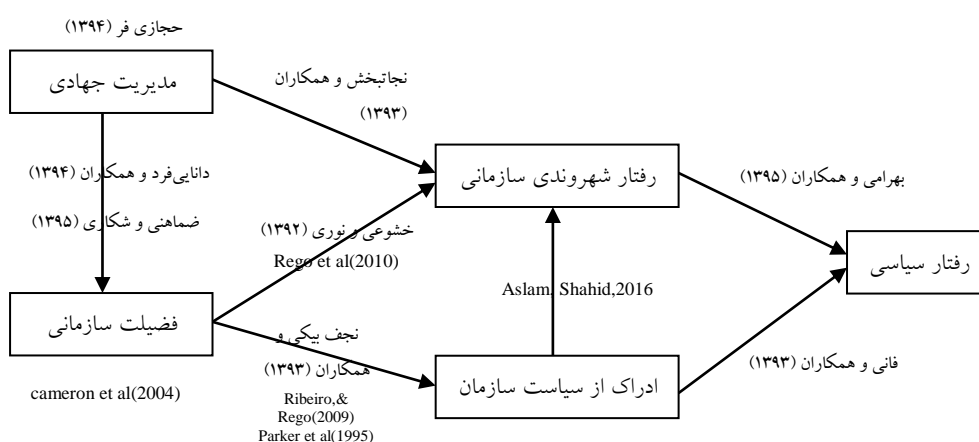 حجازی فر (۱۳۹۴)
مدیریت جهادی
نجاتبخش و همکاران
(۱۳۹۳)
دانایی‌فرد و همکاران (۱۳۹۴)
ضماهنی و شکاری (۱۳۹۵)
رفتار شهروندی سازمانی
بهرامی و همکاران (۱۳۹۵)
خشوعی و نوری (۱۳۹۲)
Rego et al(2010)
رفتار سیاسی
Aslam, Shahid,2016
فضیلت سازمانی
نجف بیکی و
همکاران (۱۳۹۳)
Ribeiro,&
Rego(2009)
Parker et al(1995)
ادراک از سیاست سازمان
فانی و همکاران (۱۳۹۳)
cameron et al(2004)